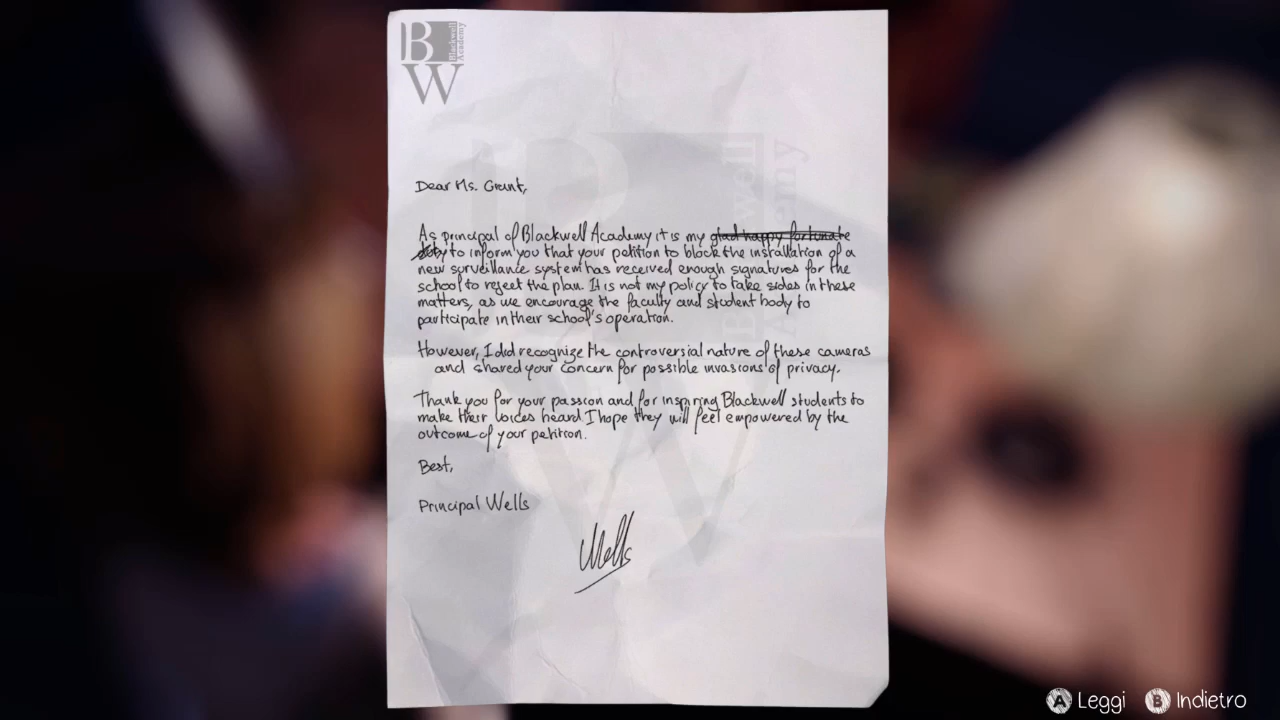 BW
Blackwell
Academy
Dear Ms. Grant,
As principal of Blackwell Academy it is my glad happy fortunate
duty to inform you that your petition to block the installation of a
new surveillance system has received enough signatures for the
school to reject the plan. It is not my policy to take sides in these
matters, as we encourage the faculty and student body to
participate in their school's operation.
However, I did recognize the controversial nature of these cameras
and shared your concern for possible invasions of privacy.
Thank you for your passion and for inspiring Blackwell students to
make their voices heard I hope they will feel empowered by the
outcome of your petition.
Best,
Principal Wells
Wells
A Leggi B Indietro